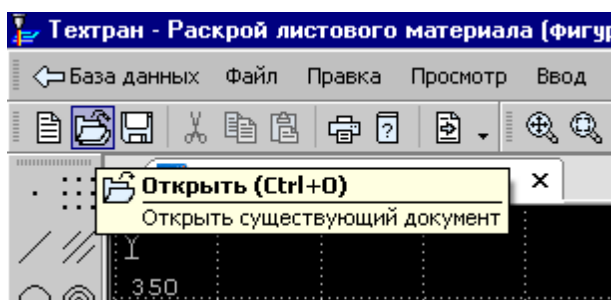 Техтран - Раскрой листового материала (фигур
База данных Файл Правка Просмотр Ввод
Открыть (Ctrl+O)
Открыть существующий документ
Y
350